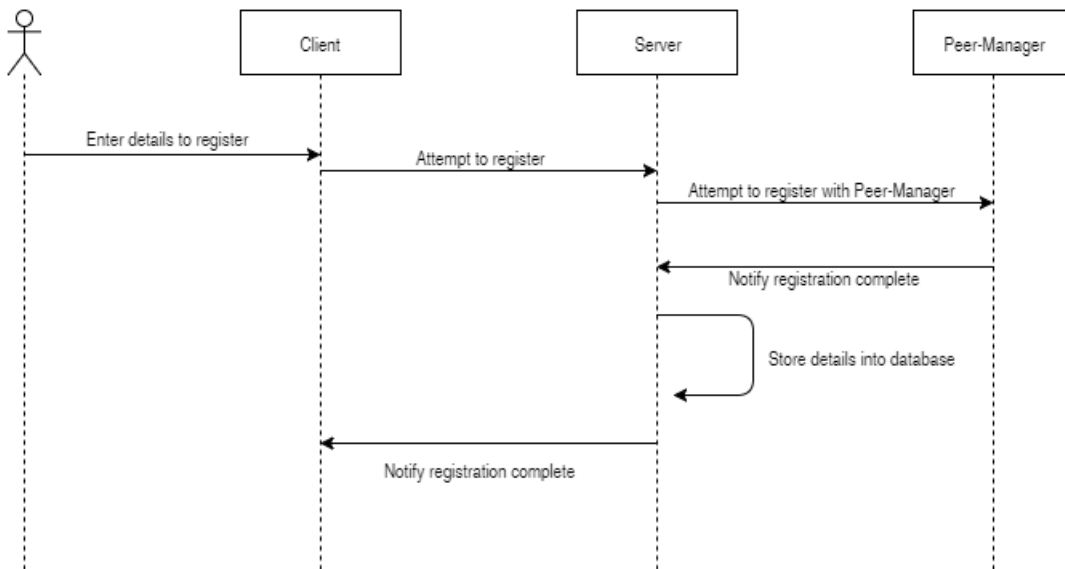 Client
Server
Peer-Manager
Enter details to register
Attempt to register
Attempt to register with Peer-Manager
Notify registration complete
Store details into database
Notify registration complete